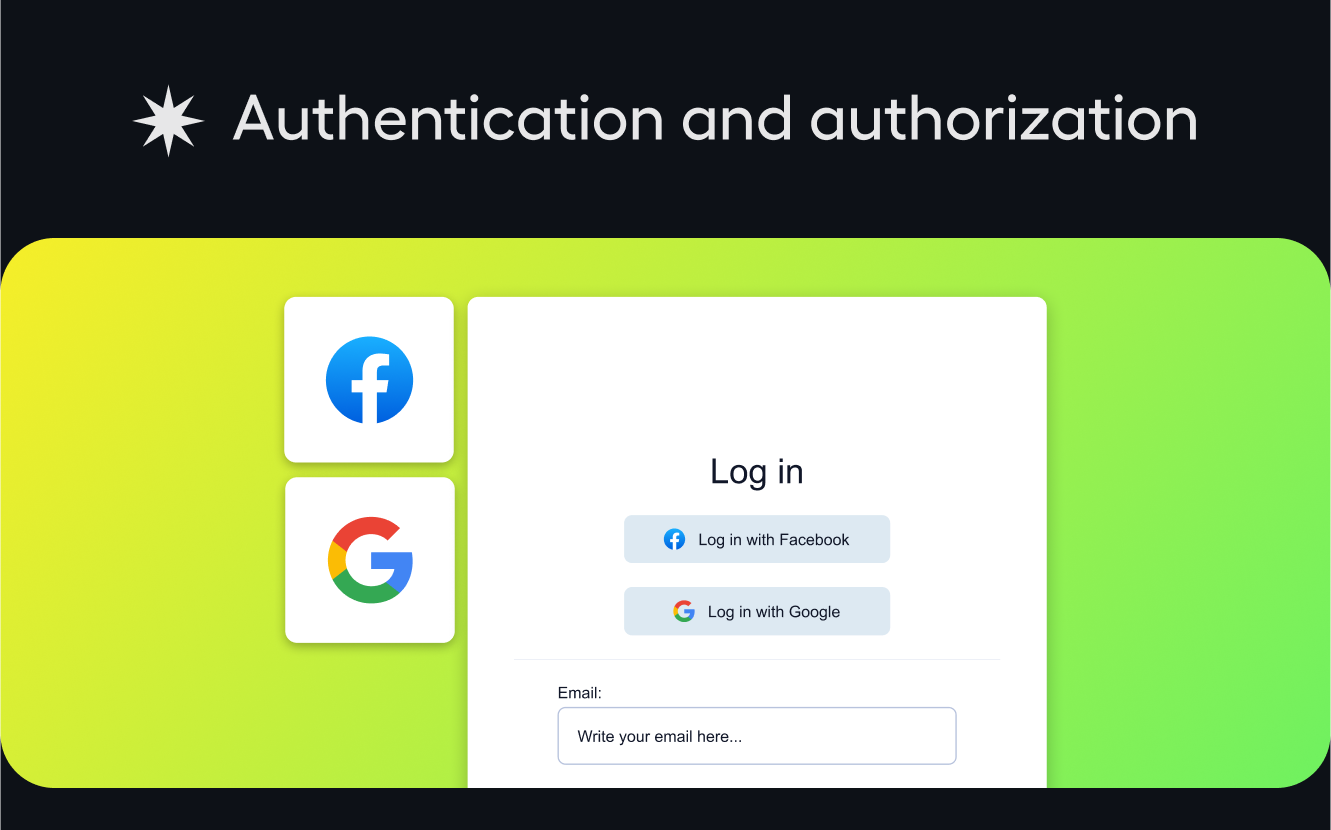 Authentication and authorization
Log in
Log in with Facebook
Log in with Google
Email:
Write your email here...